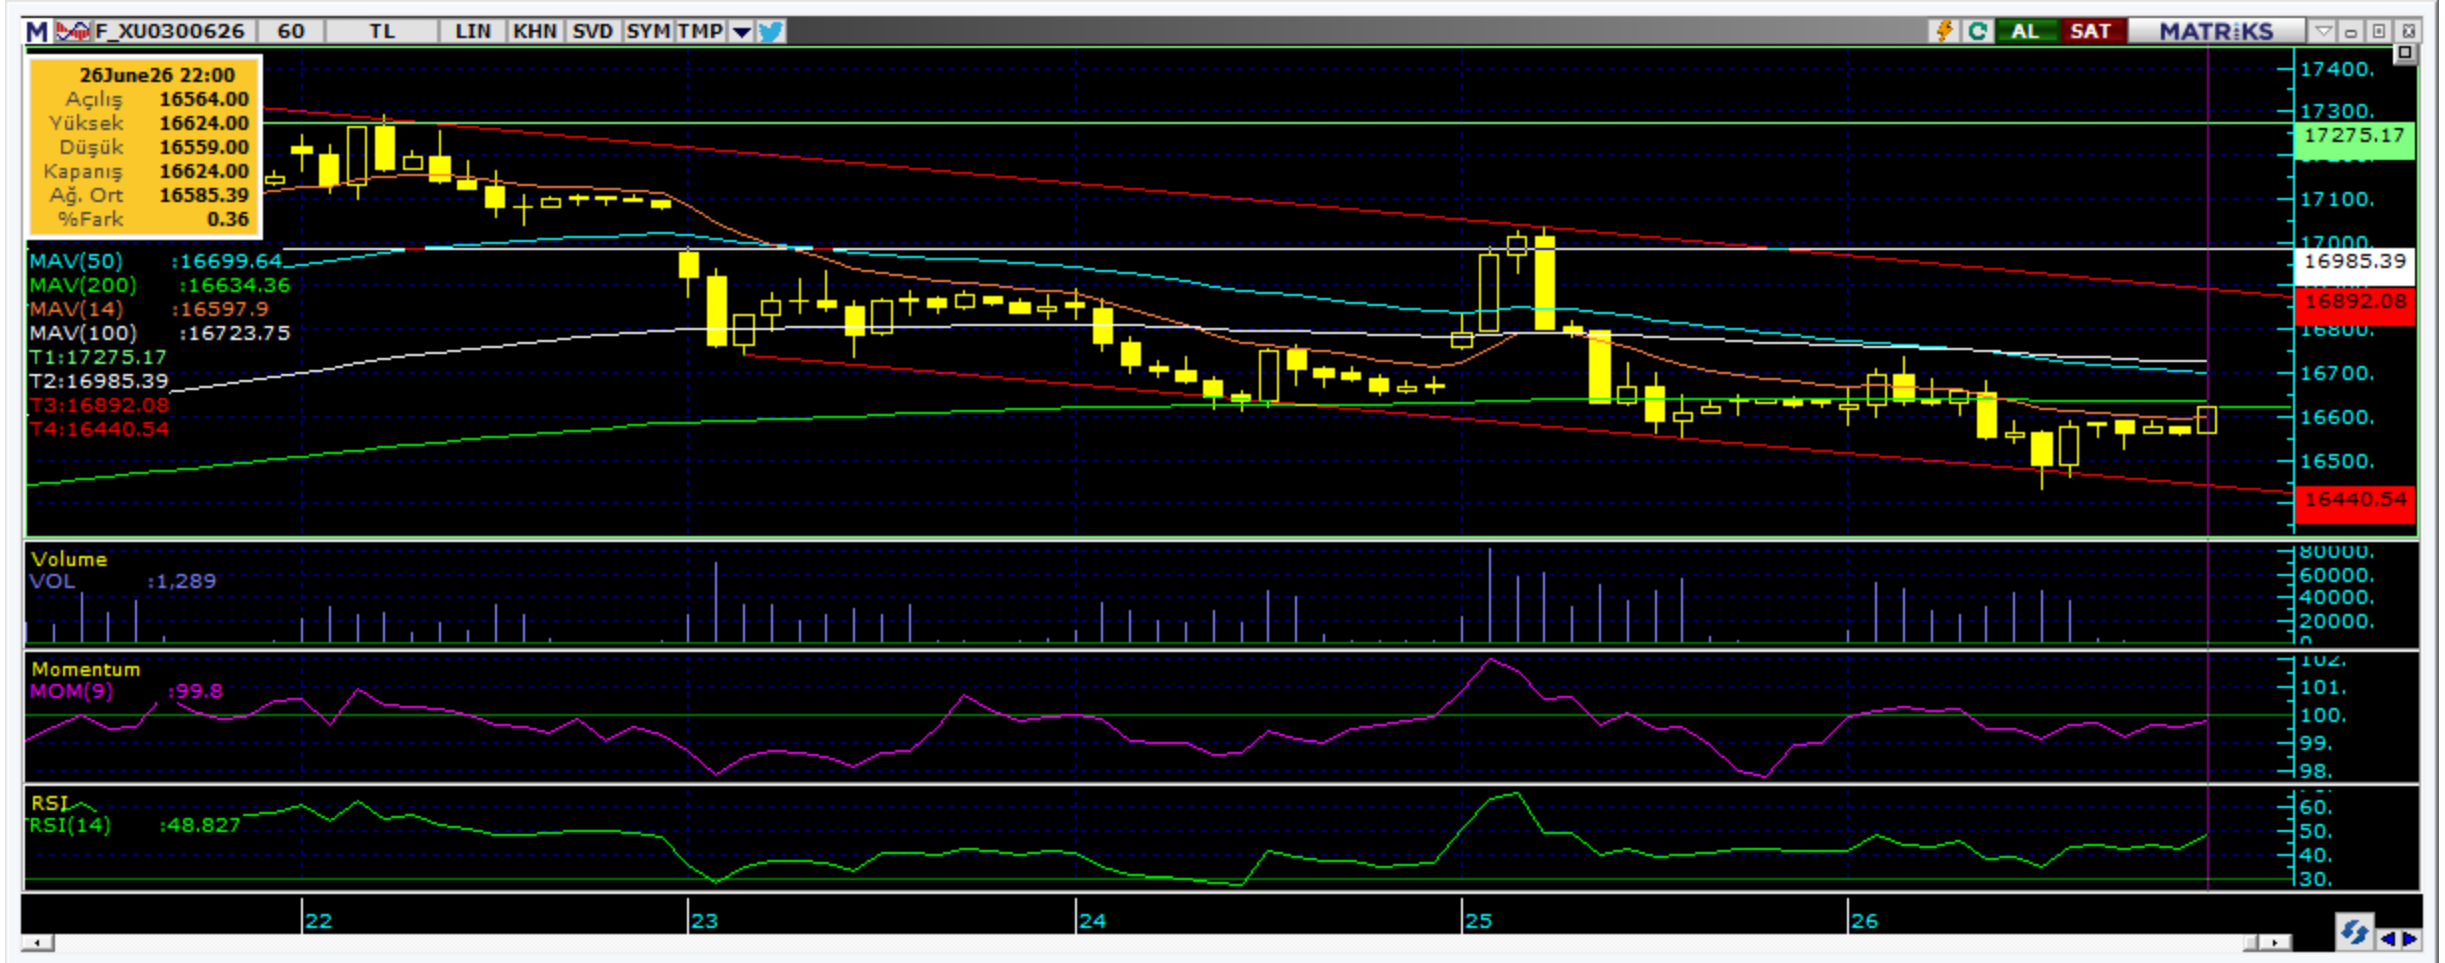 M F_XU0300626 60 TL LIN KHN SVD SYM TMP AL SAT MATRiKS
26June26 22:00
Açılış 16564.00
Yüksek 16624.00
Düşük 16559.00
Kapanış 16624.00
Ağ. Ort 16585.39
%Fark 0.36
MAV(50) :16699.64
MAV(200) :16634.36
MAV(14) :16597.9
MAV(100) :16723.75
T1:17275.17
T2:16985.39
T3:16892.08
T4:16440.54
17400.
17300.
17275.17
17100.
17000.
16985.39
16892.08
16800.
16700.
16600.
16500.
16440.54
Volume
VOL :1,289
80000.
60000.
40000.
20000.
0
Momentum
MOM(9) :99.8
102.
101.
100.
99.
98.
RSI
RSI(14) :48.827
60.
50.
40.
30.
22 23 24 25 26